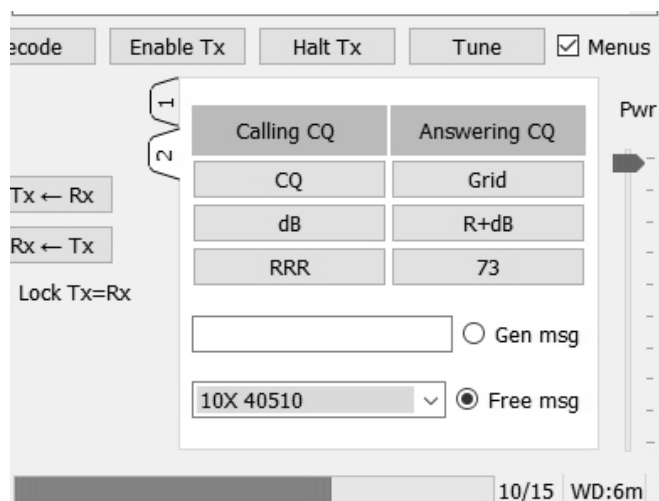 ecode Enable Tx Halt Tx Tune Menus
1
2
Calling CQ Answering CQ Pwr
CQ Grid
Tx ← Rx
dB R+dB
Rx ← Tx
RRR 73
Lock Tx=Rx
Gen msg
10X 40510 Free msg
10/15 WD:6m